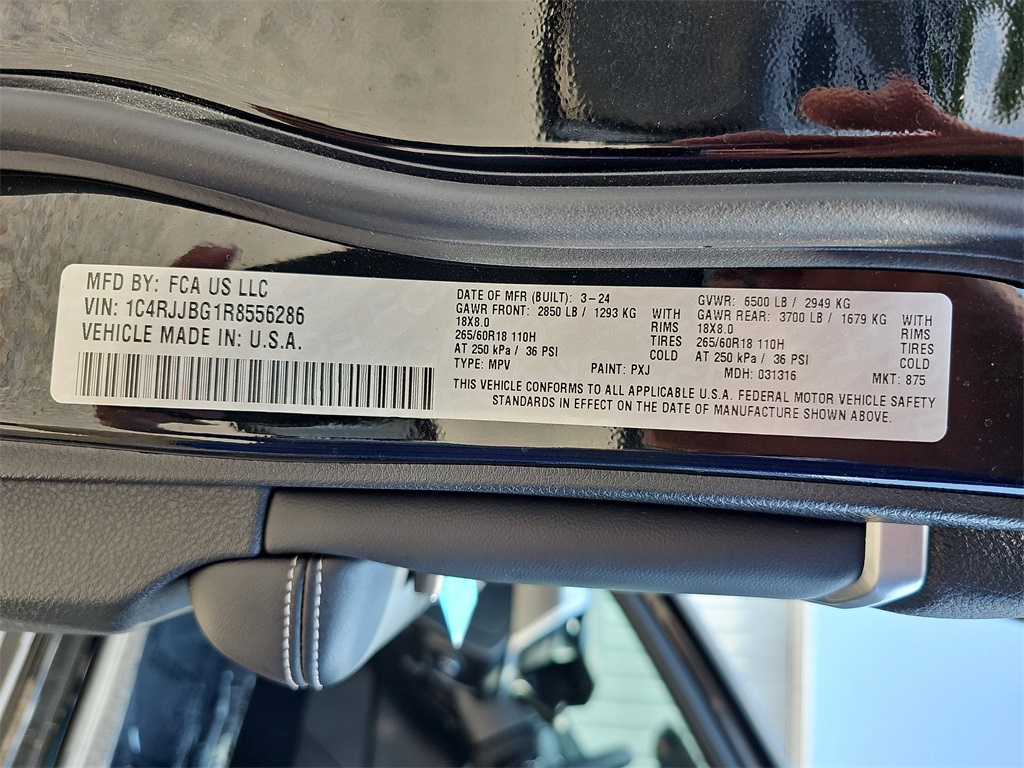 MFD BY: FCA US LLC
VIN: 1C4RJJBG1R8556286
VEHICLE MADE IN: U.S.A.
DATE OF MFR (BUILT): 3-24
GAWR FRONT: 2850 LB / 1293 KG WITH
18X8.0 RIMS
265/60R18 110H TIRES
AT 250 kPa / 36 PSI COLD
TYPE: MPV PAINT: PXJ
GVWR: 6500 LB / 2949 KG
GAWR REAR: 3700 LB / 1679 KG WITH
18X8.0 RIMS
265/60R18 110H TIRES
AT 250 kPa / 36 PSI COLD
MDH: 031316 MKT: 875
THIS VEHICLE CONFORMS TO ALL APPLICABLE U.S.A. FEDERAL MOTOR VEHICLE SAFETY
STANDARDS IN EFFECT ON THE DATE OF MANUFACTURE SHOWN ABOVE.